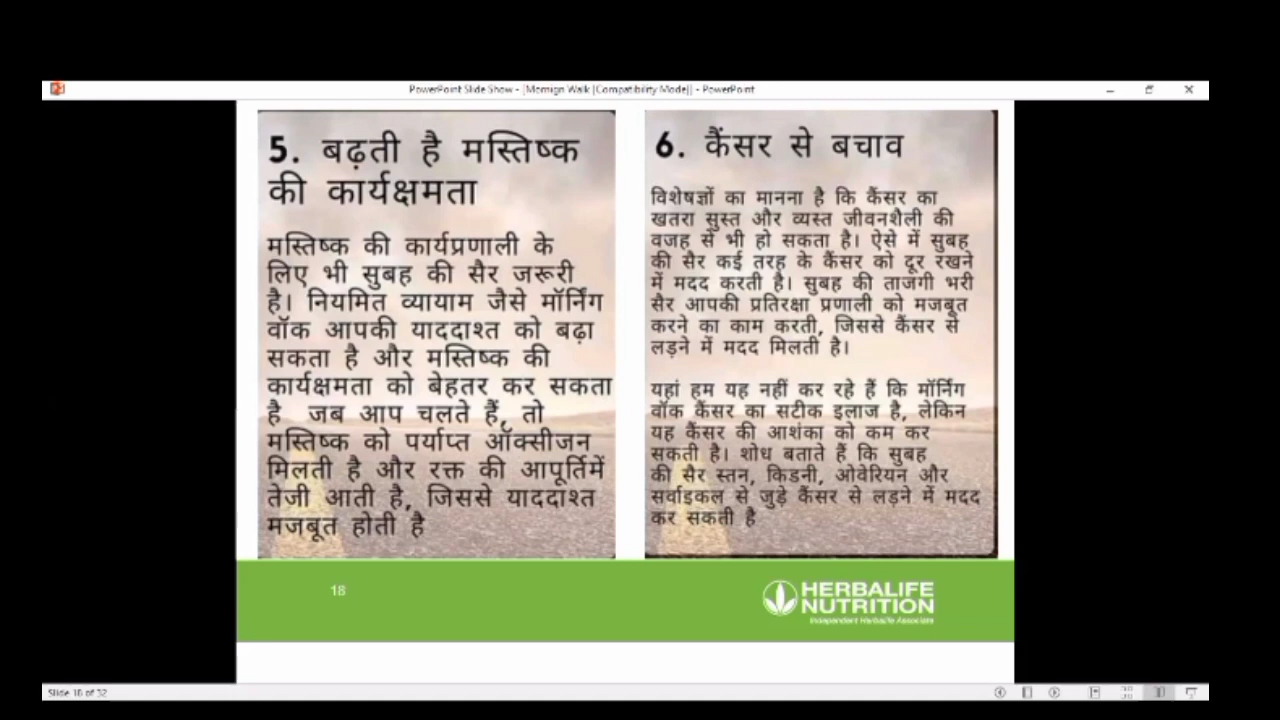 PowerPoint Slide Show - [Mornign Walk [Compatibility Mode]] - PowerPoint
5. बढ़ती है मस्तिष्क
की कार्यक्षमता
मस्तिष्क की कार्यप्रणाली के
लिए भी सुबह की सैर जरूरी
है। नियमित व्यायाम जैसे मॉर्निंग
वॉक आपकी याददाश्त को बढ़ा
सकता है और मस्तिष्क की
कार्यक्षमता को बेहतर कर सकता
है जब आप चलते हैं, तो
मस्तिष्क को पर्याप्त ऑक्सीजन
मिलती है और रक्त की आपूर्तिमें
तेजी आती है, जिससे याददाश्त
मजबूत होती है
6. कैंसर से बचाव
विशेषज्ञों का मानना है कि कैंसर का
खतरा सुस्त और व्यस्त जीवनशैली की
वजह से भी हो सकता है। ऐसे में सुबह
की सैर कई तरह के कैंसर को दूर रखने
में मदद करती है। सुबह की ताजगी भरी
सैर आपकी प्रतिरक्षा प्रणाली को मजबूत
करने का काम करती, जिससे कैंसर से
लड़ने में मदद मिलती है।
यहां हम यह नहीं कर रहे हैं कि मॉर्निंग
वॉक कैंसर का सटीक इलाज है, लेकिन
यह कैंसर की आशंका को कम कर
सकती है। शोध बताते हैं कि सुबह
की सैर स्तन, किडनी, ओवेरियन और
सर्वाइकल से जुड़े कैंसर से लड़ने में मदद
कर सकती है
18
HERBALIFE
NUTRITION
Independent Herbalife Associate
Slide 18 of 32